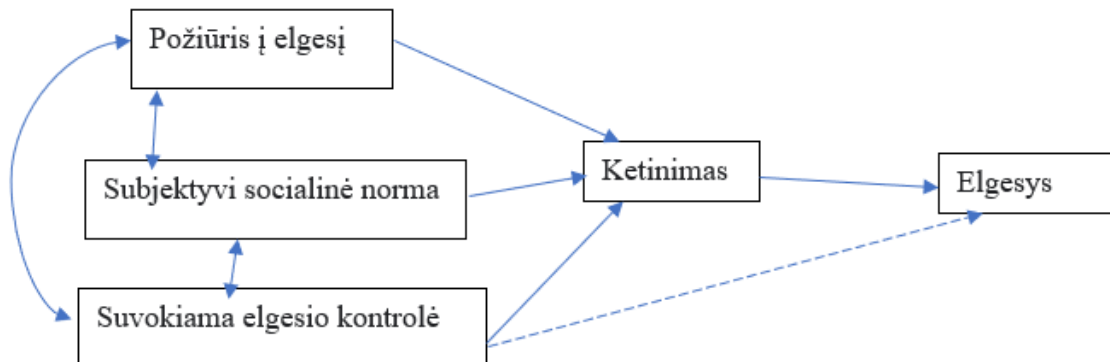 Požiūris į elgesį
Subjektyvi socialinė norma
Suvokiama elgesio kontrolė
Ketinimas
Elgesys